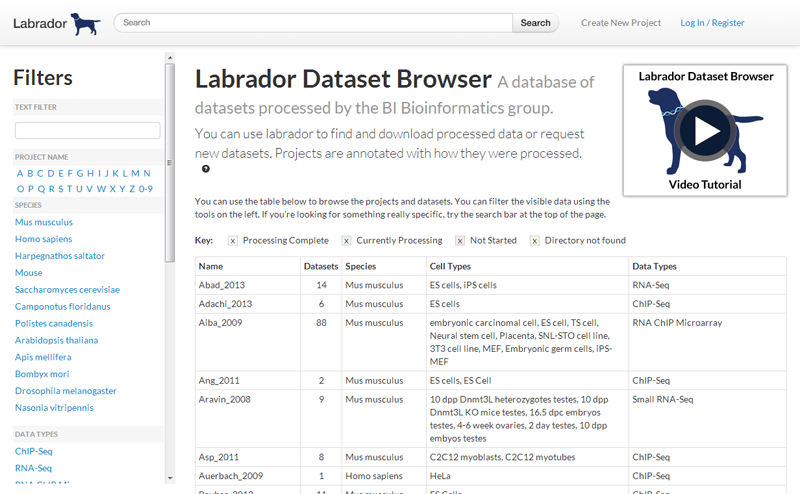 Labrador
Search
Search
Create New Project
Log In / Register
Filters
TEXT FILTER
PROJECT NAME
A B C D E F G H I J K L M N
O P Q R S T U V W X Y Z 0-9
SPECIES
Mus musculus
Homo sapiens
Harpegnathos saltator
Mouse
Saccharomyces cerevisiae
Camponotus floridanus
Polistes canadensis
Arabidopsis thaliana
Apis mellifera
Bombyx mori
Drosophila melanogaster
Nasonia vitripennis
DATA TYPES
ChIP-Seq
RNA-Seq
Labrador Dataset Browser A database of
datasets processed by the BI Bioinformatics group.
You can use labrador to find and download processed data or request
new datasets. Projects are annotated with how they were processed.
?
Labrador Dataset Browser
Video Tutorial
You can use the table below to browse the projects and datasets. You can filter the visible data using the
tools on the left. If you're looking for something really specific, try the search bar at the top of the page.
Key: x Processing Complete x Currently Processing x Not Started x Directory not found
Name Datasets Species Cell Types Data Types
Abad_2013 14 Mus musculus ES cells, iPS cells RNA-Seq
Adachi_2013 6 Mus musculus ES cells ChIP-Seq
Aiba_2009 88 Mus musculus embryonic carcinomal cell, ES cell, TS cell, RNA ChIP Microarray
Neural stem cell, Placenta, SNL-STO cell line,
3T3 cell line, MEF, Embryonic germ cells, iPS-
MEF
Ang_2011 2 Mus musculus ES cells, ES Cell ChIP-Seq
Aravin_2008 9 Mus musculus 10 dpp Dnmt3L heterozygotes testes, 10 dpp Small RNA-Seq
Dnmt3L KO mice testes, 16.5 dpc embryos
testes, 4-6 week ovaries, 2 day testes, 10 dpp
embyos testes
Asp_2011 8 Mus musculus C2C12 myoblasts, C2C12 myotubes ChIP-Seq
Auerbach_2009 1 Homo sapiens HeLa ChIP-Seq